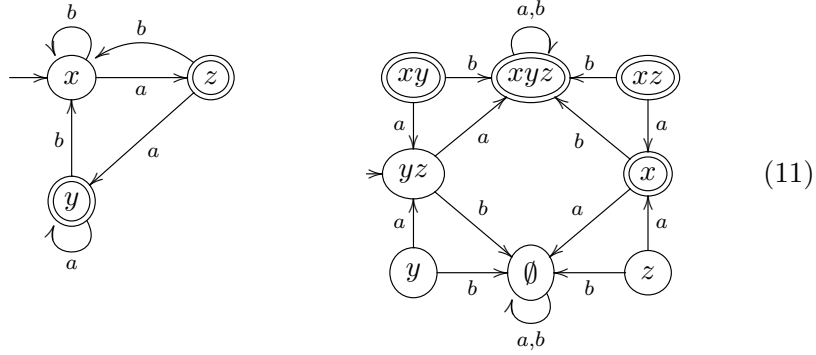 b b a,b
x a z xy b xyz b xz
b a a a b a
y yz x (11)
a a b a a
y b ∅ b z
a,b